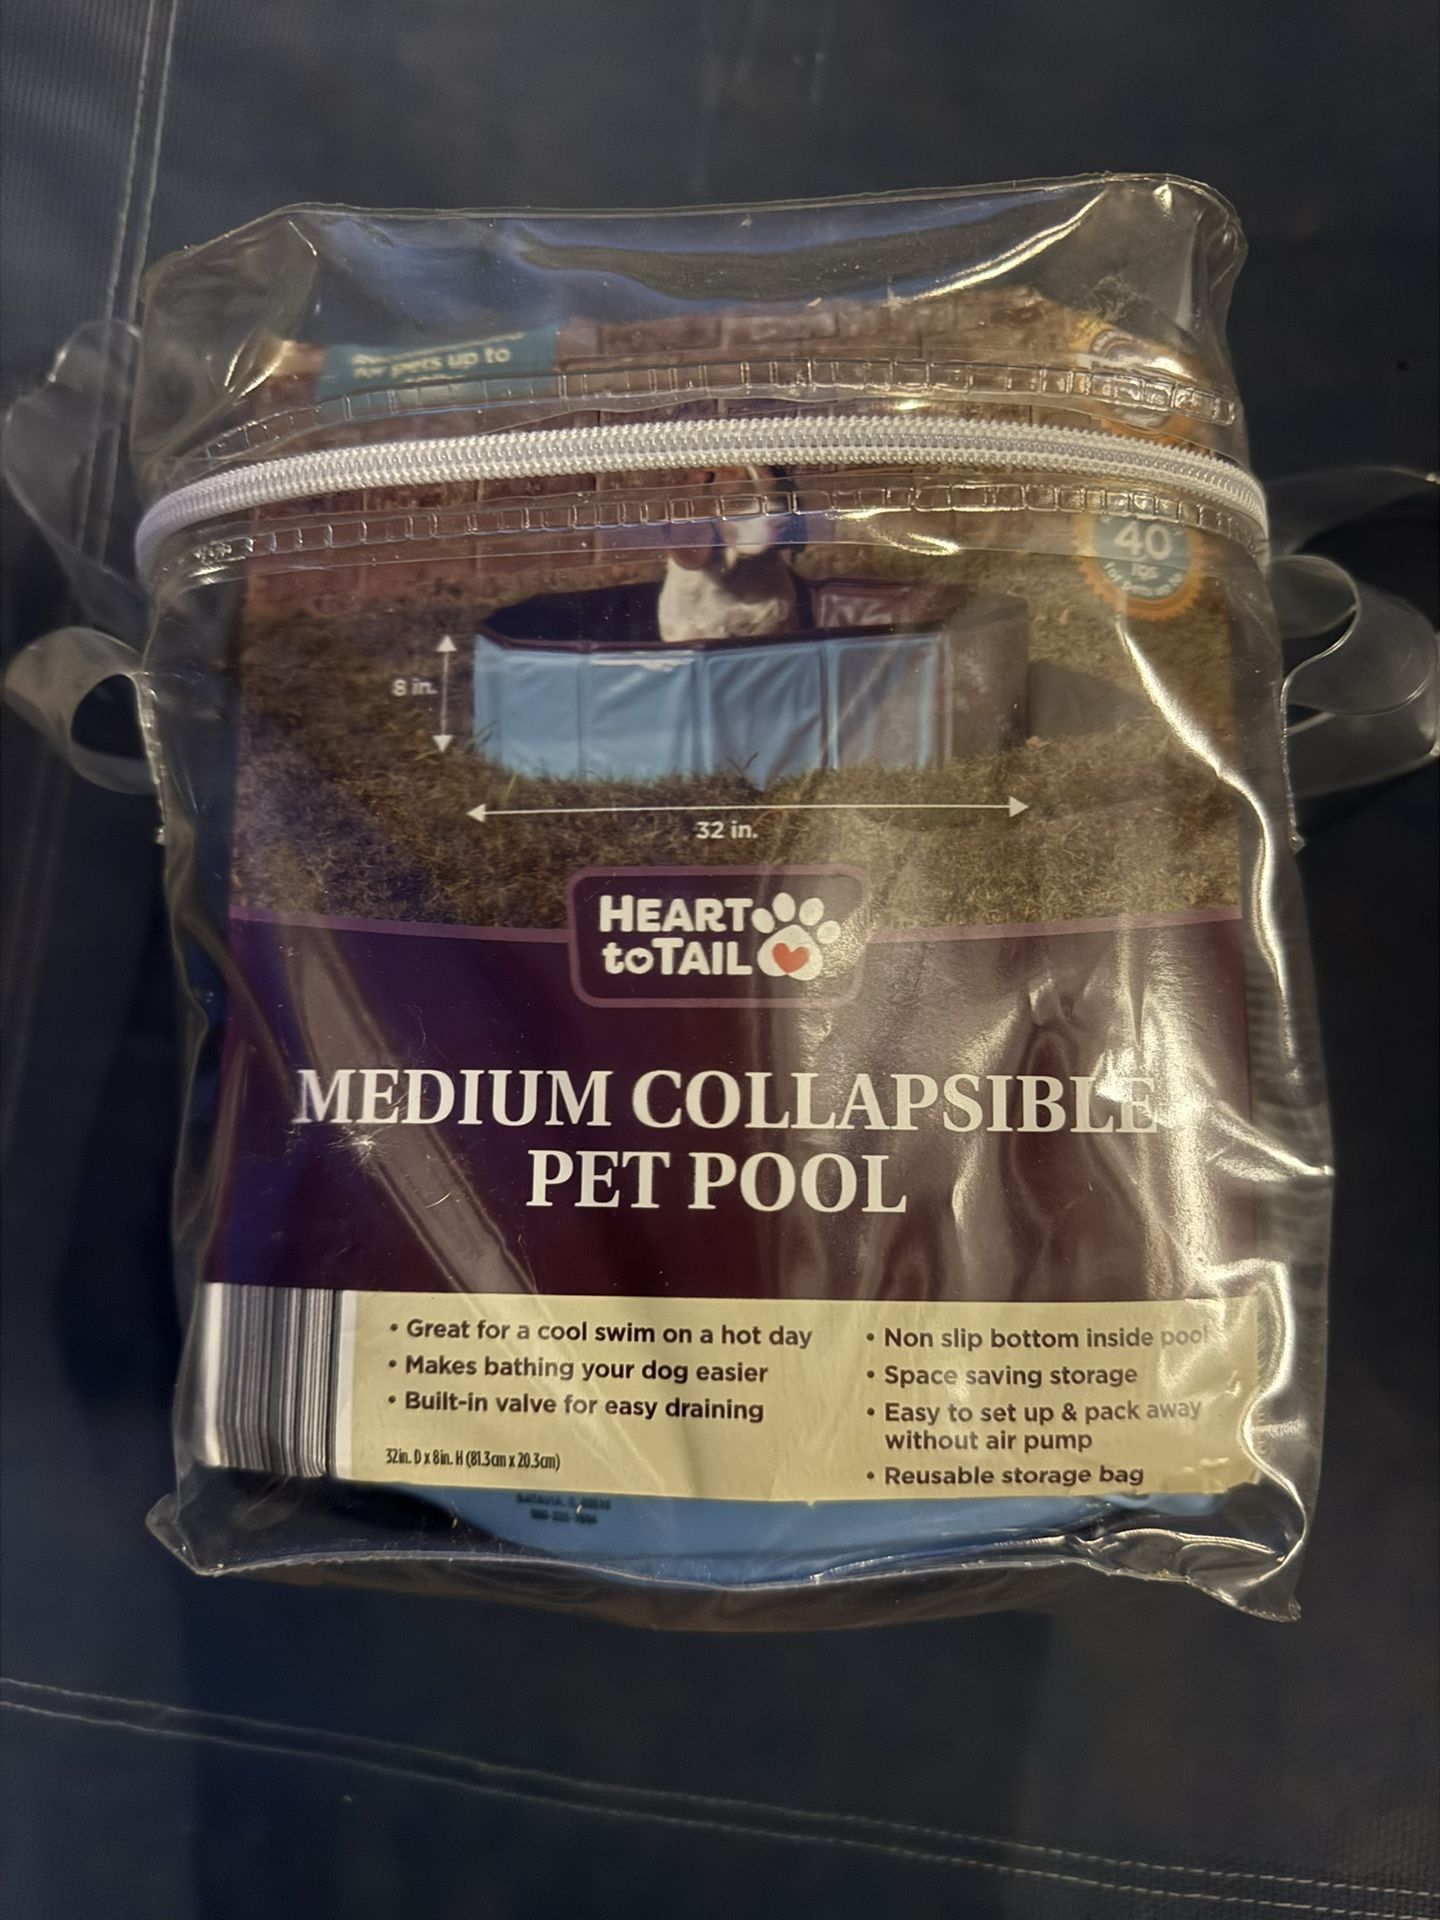 for pets up to
40
8 in.
32 in.
HEART
toTAIL
MEDIUM COLLAPSIBLE
PET POOL
• Great for a cool swim on a hot day
• Makes bathing your dog easier
• Built-in valve for easy draining
32in. D x 8in. H (81.3cm x 20.3cm)
• Non slip bottom inside pool
• Space saving storage
• Easy to set up & pack away
without air pump
• Reusable storage bag
BATAVIA, IL